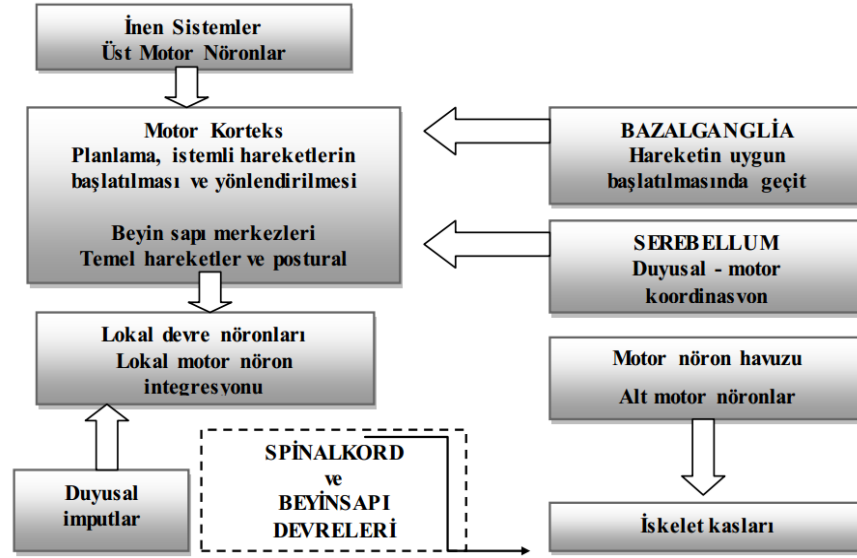 İnen Sistemler
Üst Motor Nöronlar
Motor Korteks
Planlama, istemli hareketlerin
başlatılması ve yönlendirilmesi
Beyin sapı merkezleri
Temel hareketler ve postural
BAZALGANGLİA
Hareketin uygun
başlatılmasında geçit
SEREBELLUM
Duyusal - motor
koordinasyon
Lokal devre nöronları
Lokal motor nöron
integresyonu
Motor nöron havuzu
Alt motor nöronlar
Duyusal
imputlar
SPİNALKORD
ve
BEYİNSAPI
DEVRELERİ
İskelet kasları